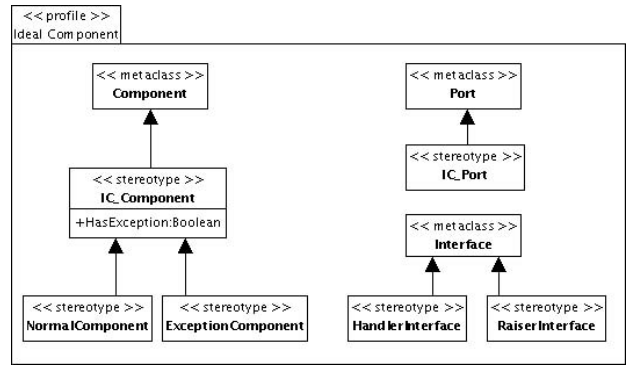 << profile >>
Ideal Component
<< metaclass >>
Component
<< metaclass >>
Port
<< stereotype >>
IC_Component
+HasException:Boolean
<< stereotype >>
IC_Port
<< metaclass >>
Interface
<< stereotype >>
NormalComponent
<< stereotype >>
ExceptionComponent
<< stereotype >>
HandlerInterface
<< stereotype >>
RaiserInterface